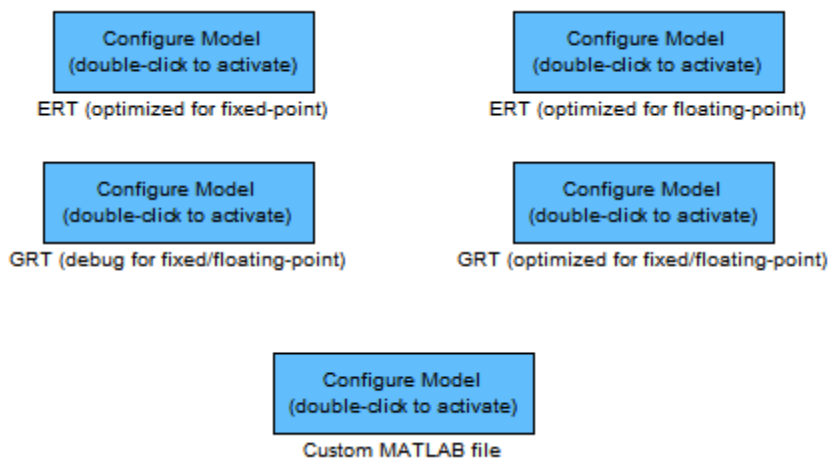 Configure Model
(double-click to activate)
ERT (optimized for fixed-point)
Configure Model
(double-click to activate)
ERT (optimized for floating-point)
Configure Model
(double-click to activate)
GRT (debug for fixed/floating-point)
Configure Model
(double-click to activate)
GRT (optimized for fixed/floating-point)
Configure Model
(double-click to activate)
Custom MATLAB file